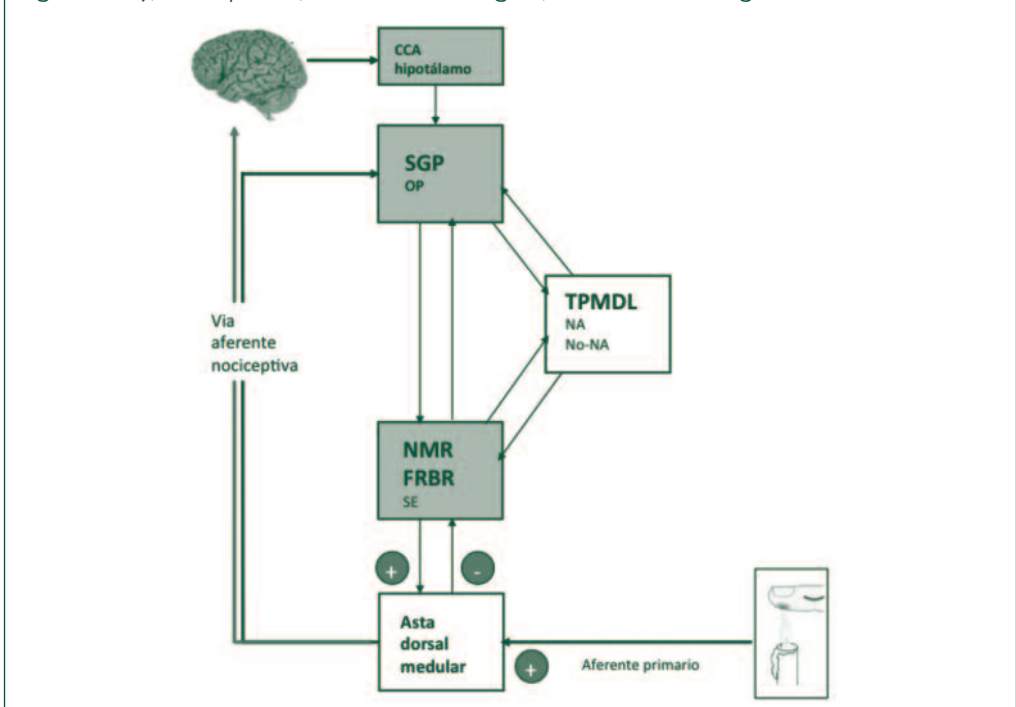 CCA
hipotálamo
SGP
OP
TPMDL
NA
No-NA
Via
aferente
nociceptiva
NMR
FRBR
SE
+
-
Asta
dorsal
medular
+
Aferente primario